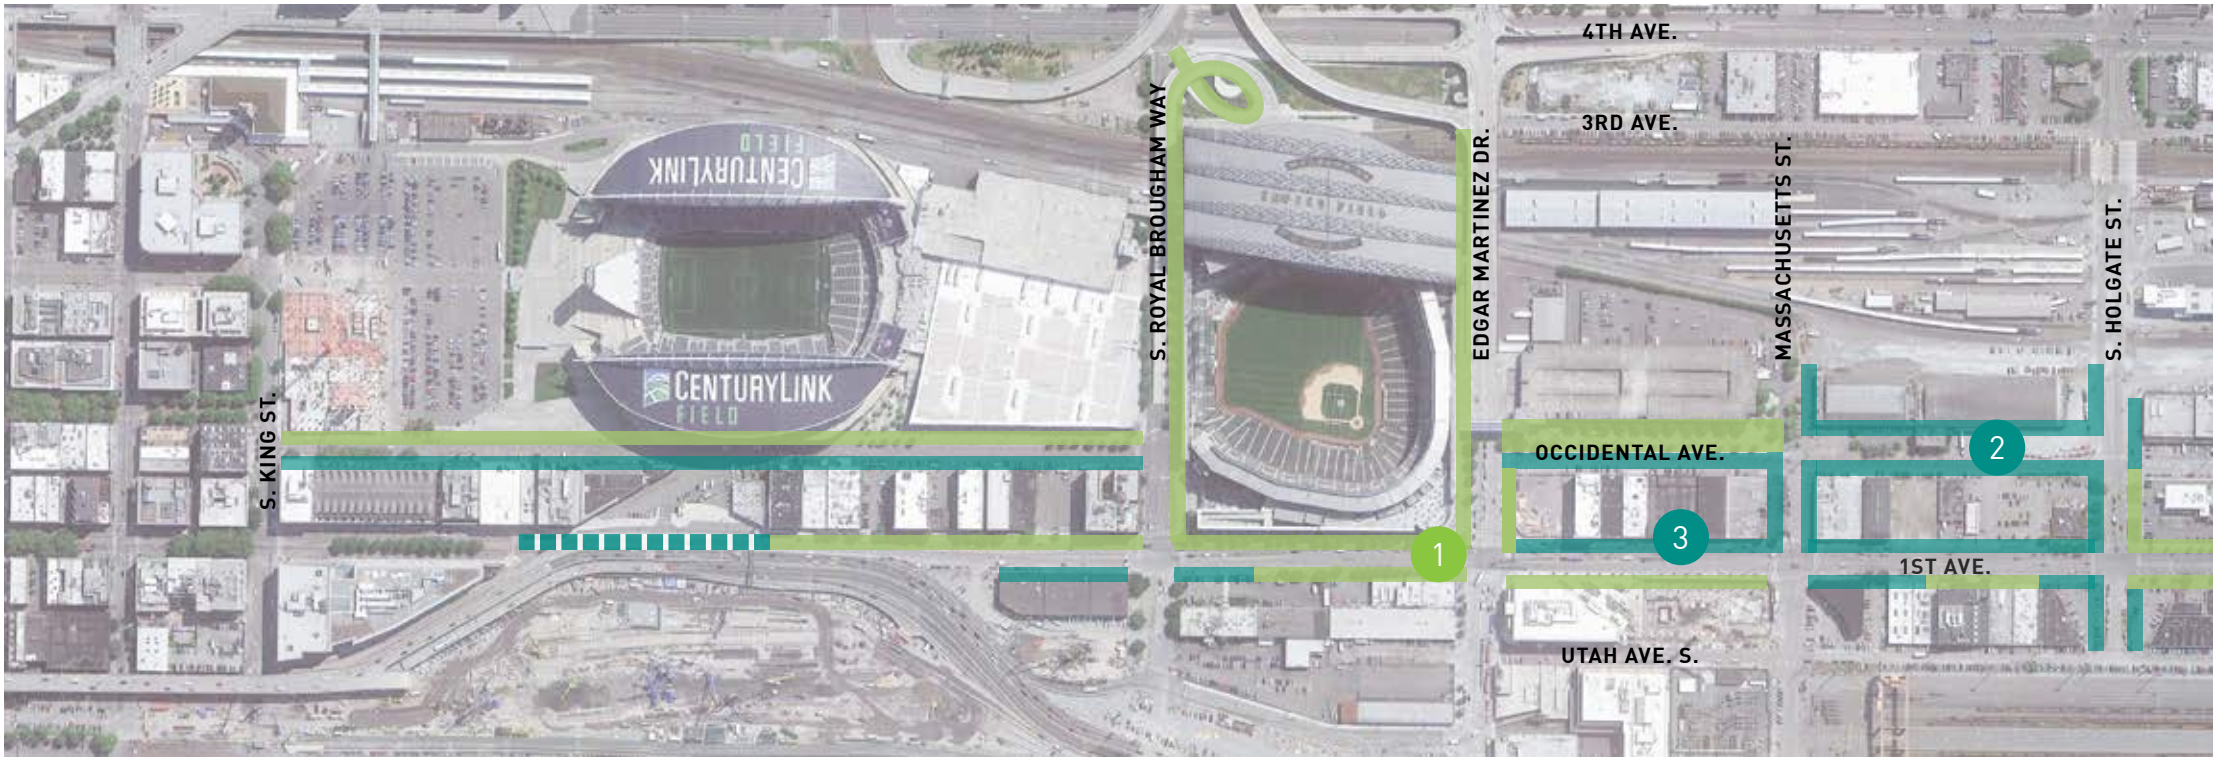 4TH AVE.
3RD AVE.
S. ROYAL BROUGHAM WAY
EDGAR MARTINEZ DR.
MASSACHUSETTS ST.
S. HOLGATE ST.
CENTURYLINK
FIELD
CENTURYLINK
FIELD
S. KING ST.
OCCIDENTAL AVE.
2
3
1
1ST AVE.
UTAH AVE. S.